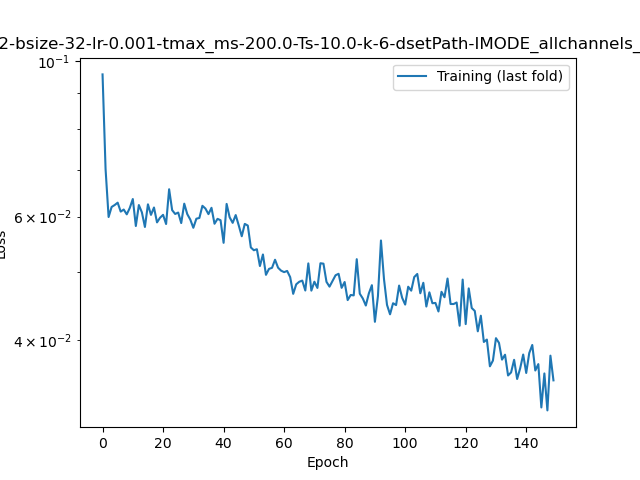 2-bsize-32-lr-0.001-tmax_ms-200.0-Ts-10.0-k-6-dsetPath-IMODE_allchannels_
10⁻¹
Training (last fold)
6 × 10⁻²
Loss
4 × 10⁻²
0 20 40 60 80 100 120 140
Epoch